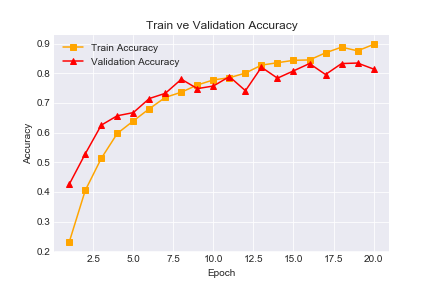 Train ve Validation Accuracy
Train Accuracy
Validation Accuracy
Accuracy
0.9
0.8
0.7
0.6
0.5
0.4
0.3
0.2
2.5 5.0 7.5 10.0 12.5 15.0 17.5 20.0
Epoch